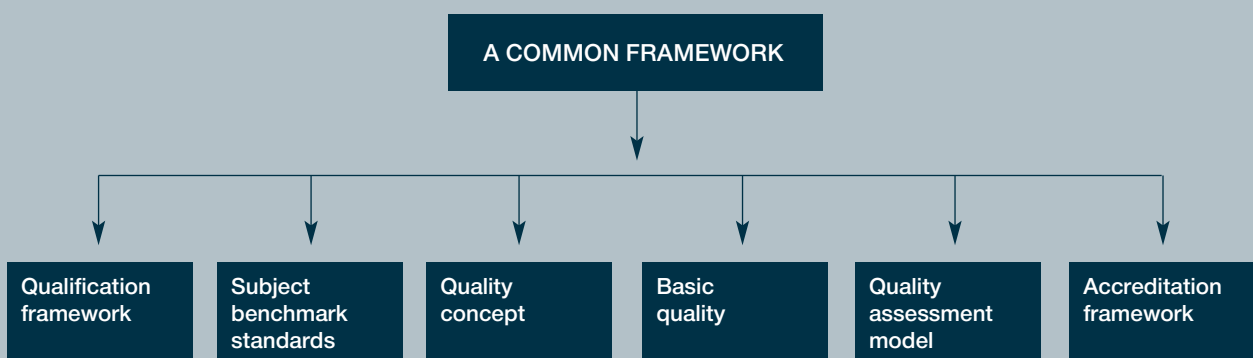 A COMMON FRAMEWORK
Qualification
framework
Subject
benchmark
standards
Quality
concept
Basic
quality
Quality
assessment
model
Accreditation
framework